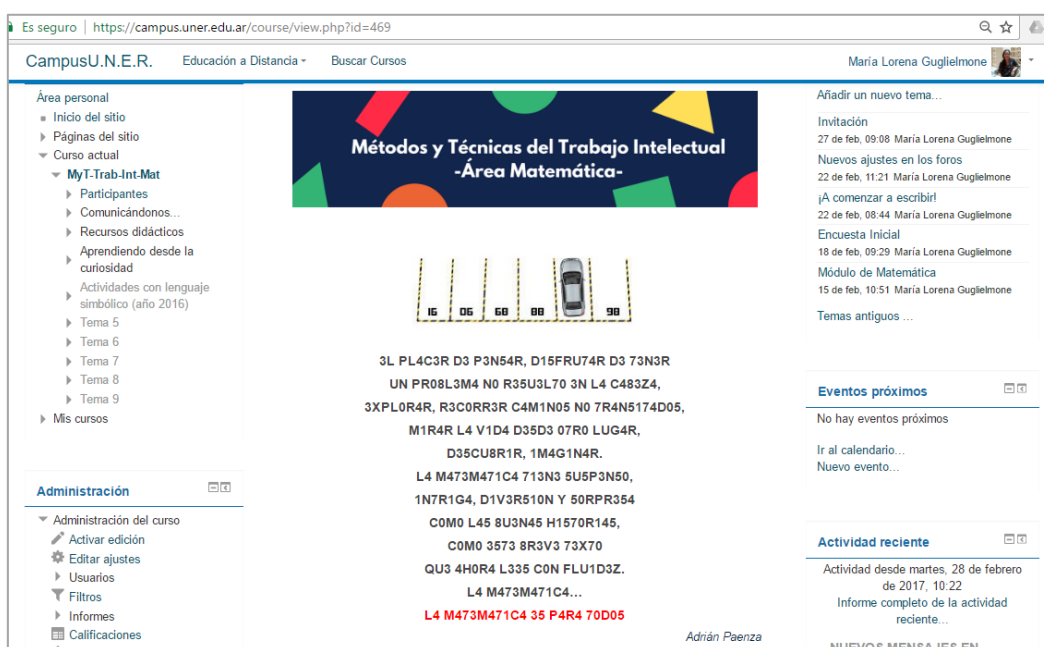 Es seguro | https://campus.uner.edu.ar/course/view.php?id=469
CampusU.N.E.R. Educación a Distancia Buscar Cursos María Lorena Guglielmone
Área personal
Inicio del sitio
Páginas del sitio
Curso actual
MyT-Trab-Int-Mat
Participantes
Comunicándonos...
Recursos didácticos
Aprendiendo desde la
curiosidad
Actividades con lenguaje
simbólico (año 2016)
Tema 5
Tema 6
Tema 7
Tema 8
Tema 9
Mis cursos
Administración
Administración del curso
Activar edición
Editar ajustes
Usuarios
Filtros
Informes
Calificaciones
Métodos y Técnicas del Trabajo Intelectual
-Área Matemática-
16 06 68 88 98
3L PL4C3R D3 P3N54R, D15FRU74R D3 73N3R
UN PR08L3M4 N0 R35U3L70 3N L4 C483Z4,
3XPL0R4R, R3C0RR3R C4M1N05 N0 7R4N5174D05,
M1R4R L4 V1D4 D35D3 07R0 LUG4R,
D35CU8R1R, 1M4G1N4R.
L4 M473M471C4 713N3 5U5P3N50,
1N7R1G4, D1V3R510N Y 50RPR354
C0M0 L45 8U3N45 H1570R145,
C0M0 3573 8R3V3 73X70
QU3 4H0R4 L335 C0N FLU1D3Z.
L4 M473M471C4...
L4 M473M471C4 35 P4R4 70D05
Adrián Paenza
Añadir un nuevo tema...
Invitación
27 de feb, 09:08 María Lorena Guglielmone
Nuevos ajustes en los foros
22 de feb, 11:21 María Lorena Guglielmone
¡A comenzar a escribir!
22 de feb, 08:44 María Lorena Guglielmone
Encuesta Inicial
18 de feb, 09:29 María Lorena Guglielmone
Módulo de Matemática
15 de feb, 10:51 María Lorena Guglielmone
Temas antiguos ...
Eventos próximos
No hay eventos próximos
Ir al calendario...
Nuevo evento...
Actividad reciente
Actividad desde martes, 28 de febrero
de 2017, 10:22
Informe completo de la actividad
reciente...
NUEVOS MENSAJES EN